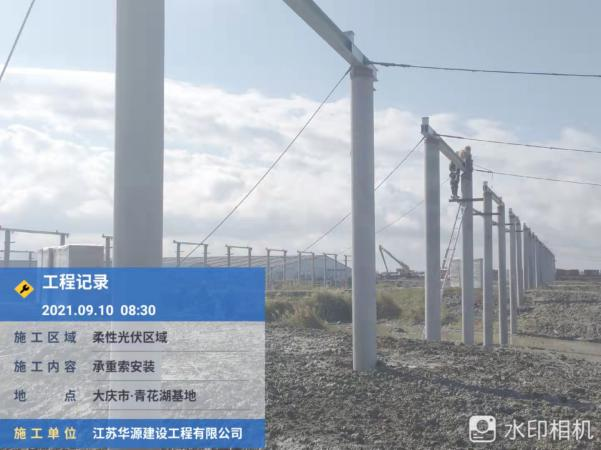 工程记录
2021.09.10 08:30
施工区域 柔性光伏区域
施工内容 承重索安装
地点 大庆市·青花湖基地
施工单位 江苏华源建设工程有限公司
水印相机